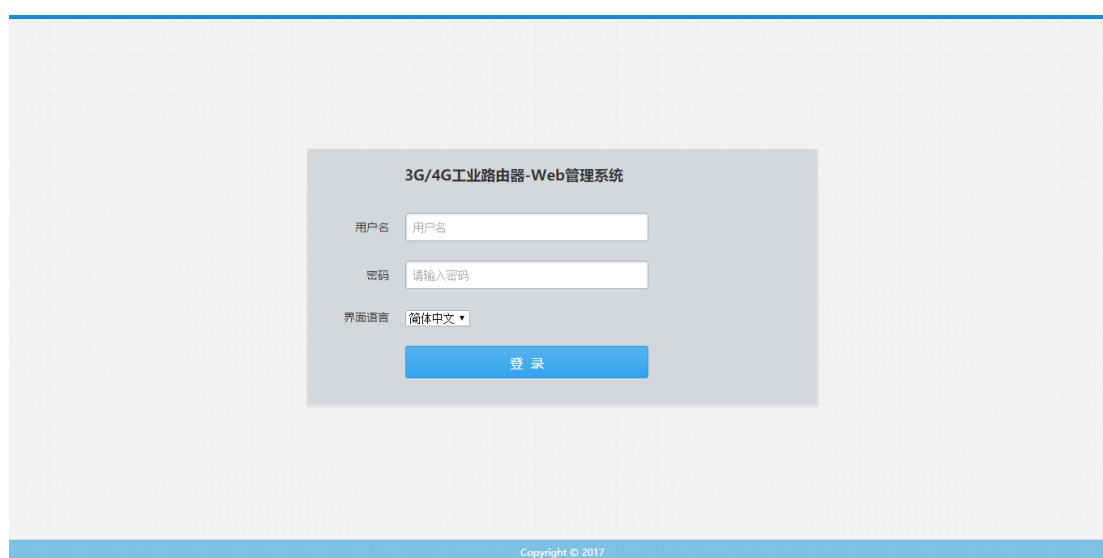 3G/4G工业路由器-Web管理系统
用户名 用户名
密码 请输入密码
界面语言 简体中文
登 录
Copyright © 2017